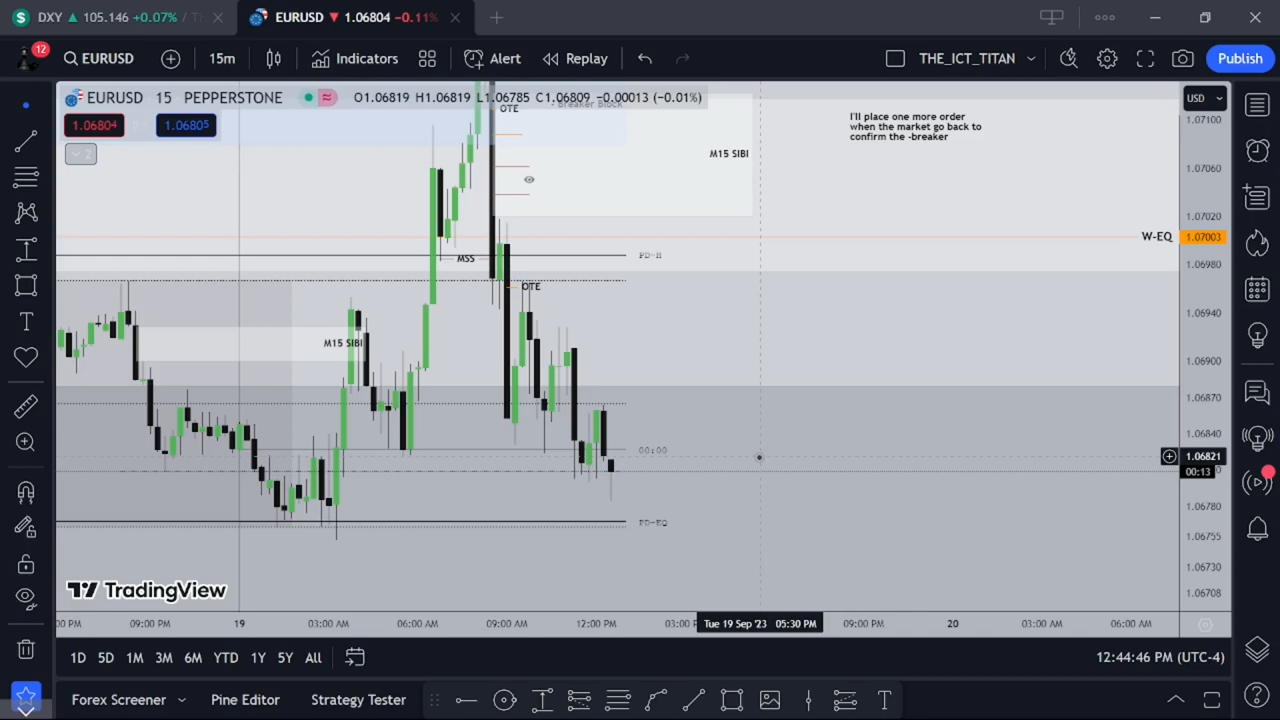 DXY ▲ 105.146 +0.07% /
EURUSD ▼ 1.06804 −0.11%
12
EURUSD
15m
Indicators
Alert
Replay
THE_ICT_TITAN
Publish
EURUSD 15 PEPPERSTONE
O1.06819 H1.06819 L1.06785 C1.06809 −0.00013 (−0.01%)
USD
1.06804
1.06805
2
OTE
Breaker Block
I'll place one more order
when the market go back to
confirm the -breaker
M15 SIBI
W-EQ
MSS
PD-H
OTE
M15 SIBI
00:00
PD-EQ
1.07100
1.07060
1.07020
1.07003
1.06980
1.06940
1.06900
1.06870
1.06840
1.06821
00:13
1.06780
1.06755
1.06730
1.06708
TradingView
09:00 PM
19
03:00 AM
06:00 AM
09:00 AM
12:00 PM
Tue 19 Sep '23 05:30 PM
09:00 PM
20
03:00 AM
06:00 AM
1D 5D 1M 3M 6M YTD 1Y 5Y All
12:44:46 PM (UTC-4)
Forex Screener
Pine Editor
Strategy Tester